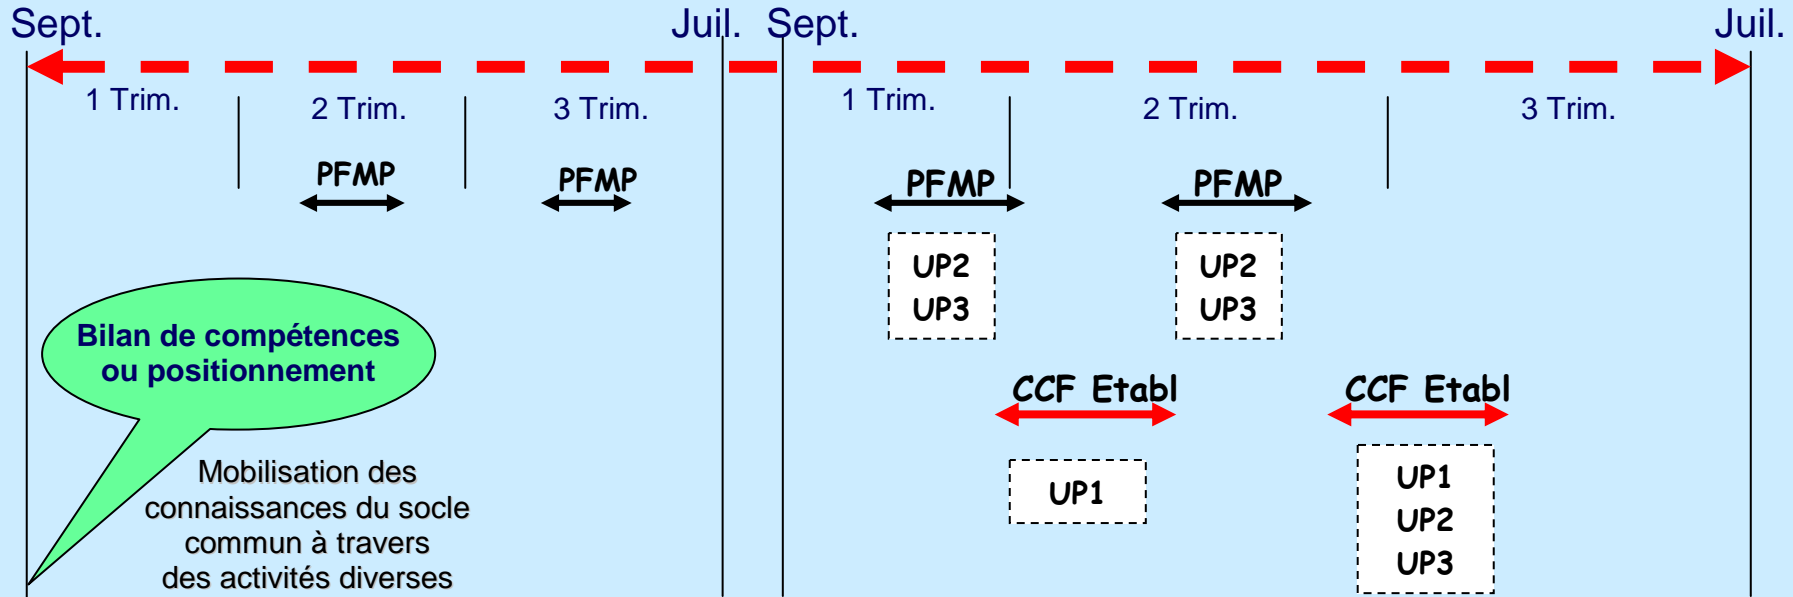 Sept.
Juil.
Sept.
Juil.
1 Trim.
2 Trim.
3 Trim.
1 Trim.
2 Trim.
3 Trim.
PFMP
PFMP
PFMP
PFMP
UP2
UP3
UP2
UP3
Bilan de compétences
ou positionnement
CCF Etabl
CCF Etabl
Mobilisation des
connaissances du socle
commun à travers
des activités diverses
UP1
UP1
UP2
UP3